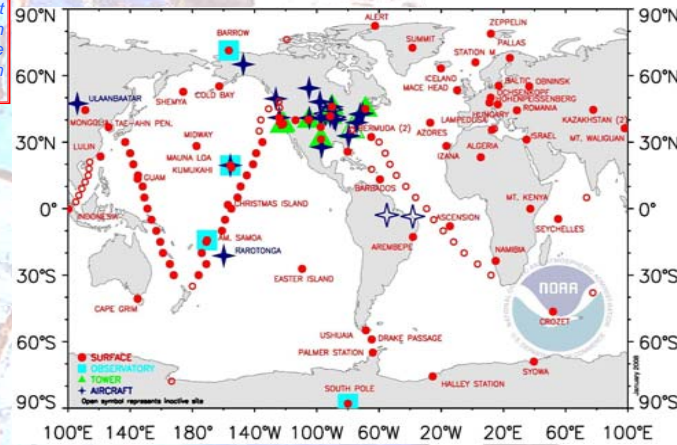 90°N
60°N
30°N
0°
30°S
60°S
90°S
ALERT
ZEPPELIN
BARROW
SUMMIT
STATION M
PALLAS
ICELAND
BALTIC
OBNINSK
MACE HEAD
OCHSENKOPF
HOHENPEISSENBERG
ULAANBAATAR
COLD BAY
SHEMYA
HUNGARY
ROMANIA
KAZAKHSTAN (2)
MONGOLIA
TAE-AHN PEN.
BERMUDA (2)
AZORES
LAMPEDUSA
MT. WALIGUAN
LULIN
MIDWAY
ISRAEL
ALGERIA
IZANA
MAUNA LOA
KUMUKAHI
GUAM
BARBADOS
CHRISTMAS ISLAND
MT. KENYA
INDONESIA
ASCENSION
SEYCHELLES
AM. SAMOA
RAROTONGA
AREMBEPE
NAMIBIA
EASTER ISLAND
NOAA
CAPE GRIM
CROZET
USHUAIA
DRAKE PASSAGE
PALMER STATION
SYOWA
HALLEY STATION
SOUTH POLE
SURFACE
OBSERVATORY
TOWER
AIRCRAFT
Open symbol represents inactive site
January 2008
90°N
60°N
30°N
0°
30°S
60°S
90°S
100°E
140°E
180°
140°W
100°W
60°W
20°W
20°E
60°E
100°E